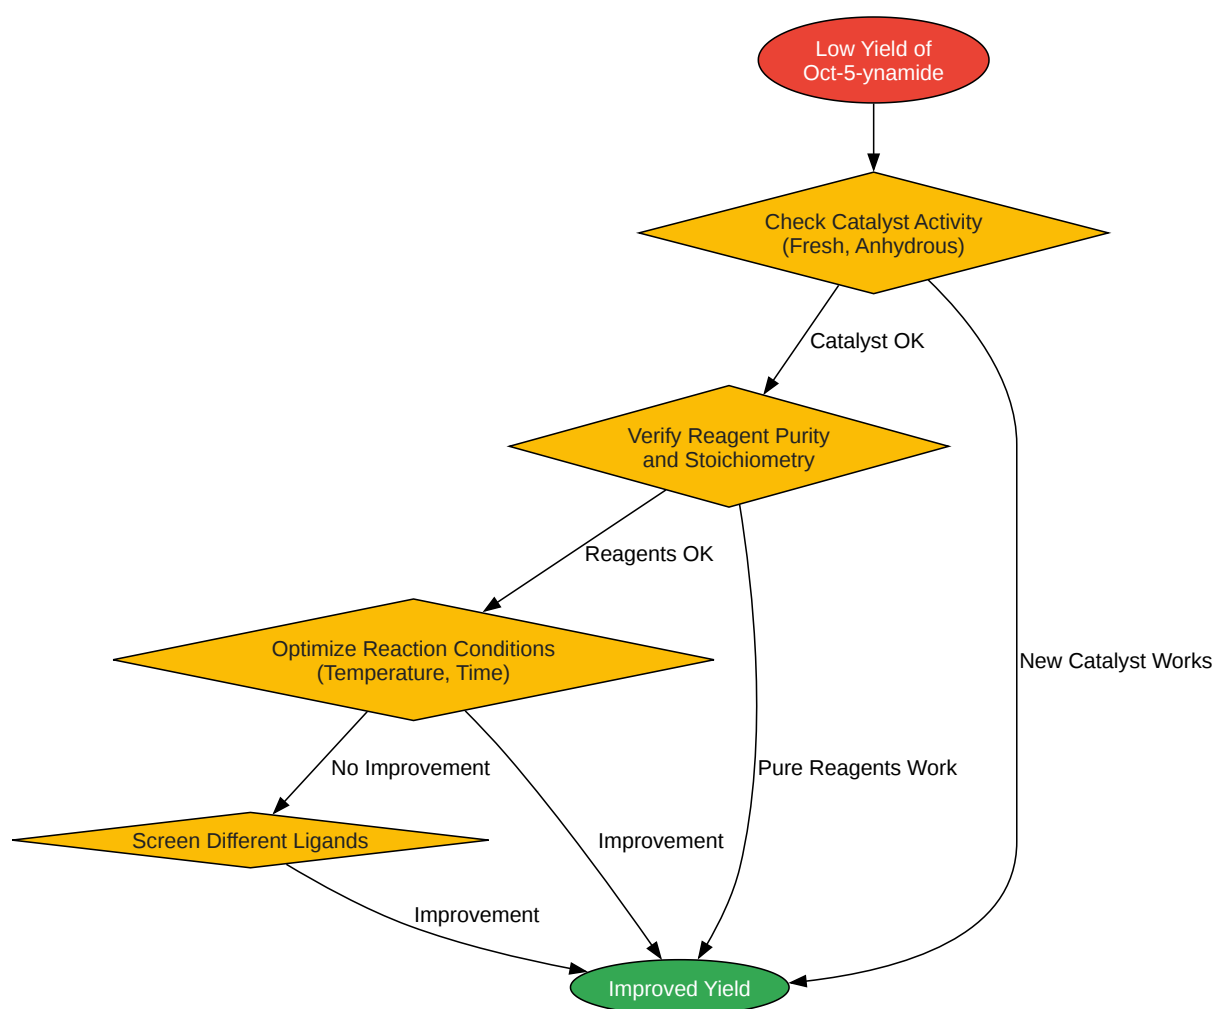 Low Yield of
Oct-5-ynamide
Check Catalyst Activity
(Fresh, Anhydrous)
Catalyst OK
Verify Reagent Purity
and Stoichiometry
Reagents OK
Optimize Reaction Conditions
(Temperature, Time)
New Catalyst Works
No Improvement
Pure Reagents Work
Screen Different Ligands
Improvement
Improvement
Improved Yield